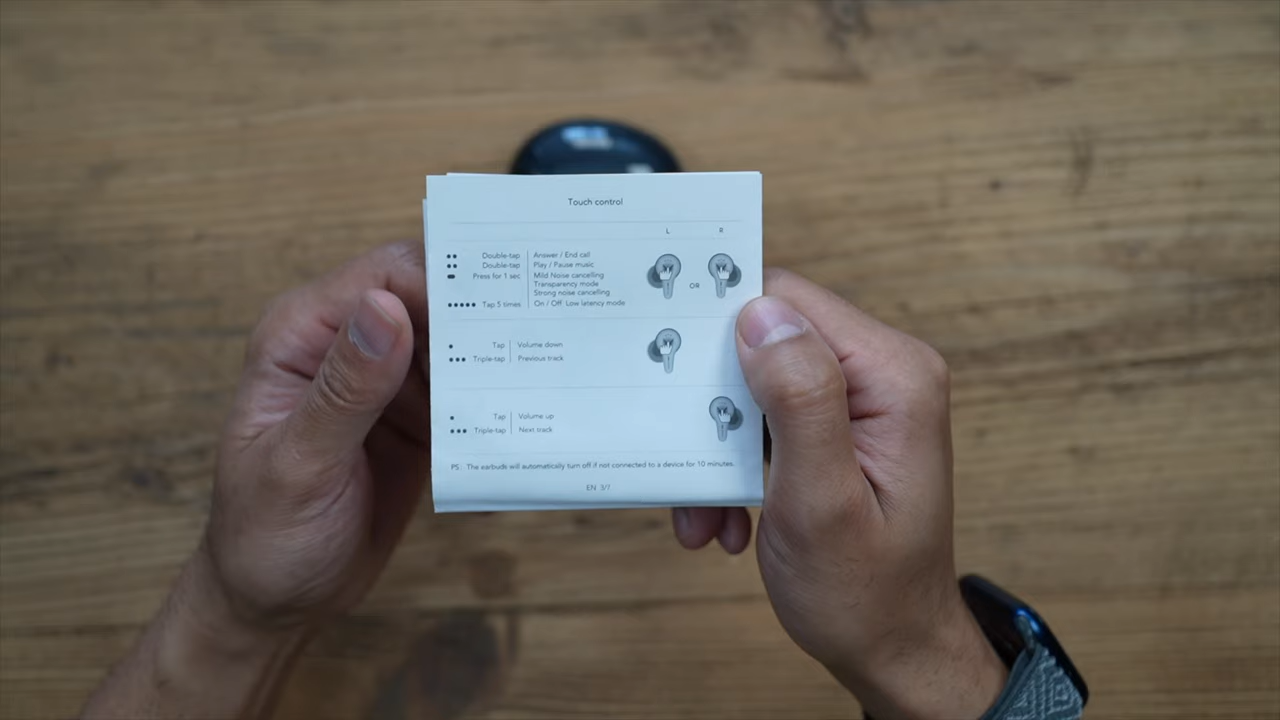 Touch control
L R
Double-tap Answer / End call
Double-tap Play / Pause music
Press for 1 sec Mild Noise cancelling
Transparency mode
Strong noise cancelling
OR
Tap 5 times On / Off Low latency mode
Tap Volume down
Triple-tap Previous track
Tap Volume up
Triple-tap Next track
PS. The earbuds will automatically turn off if not connected to a device for 10 minutes.
EN 3/7